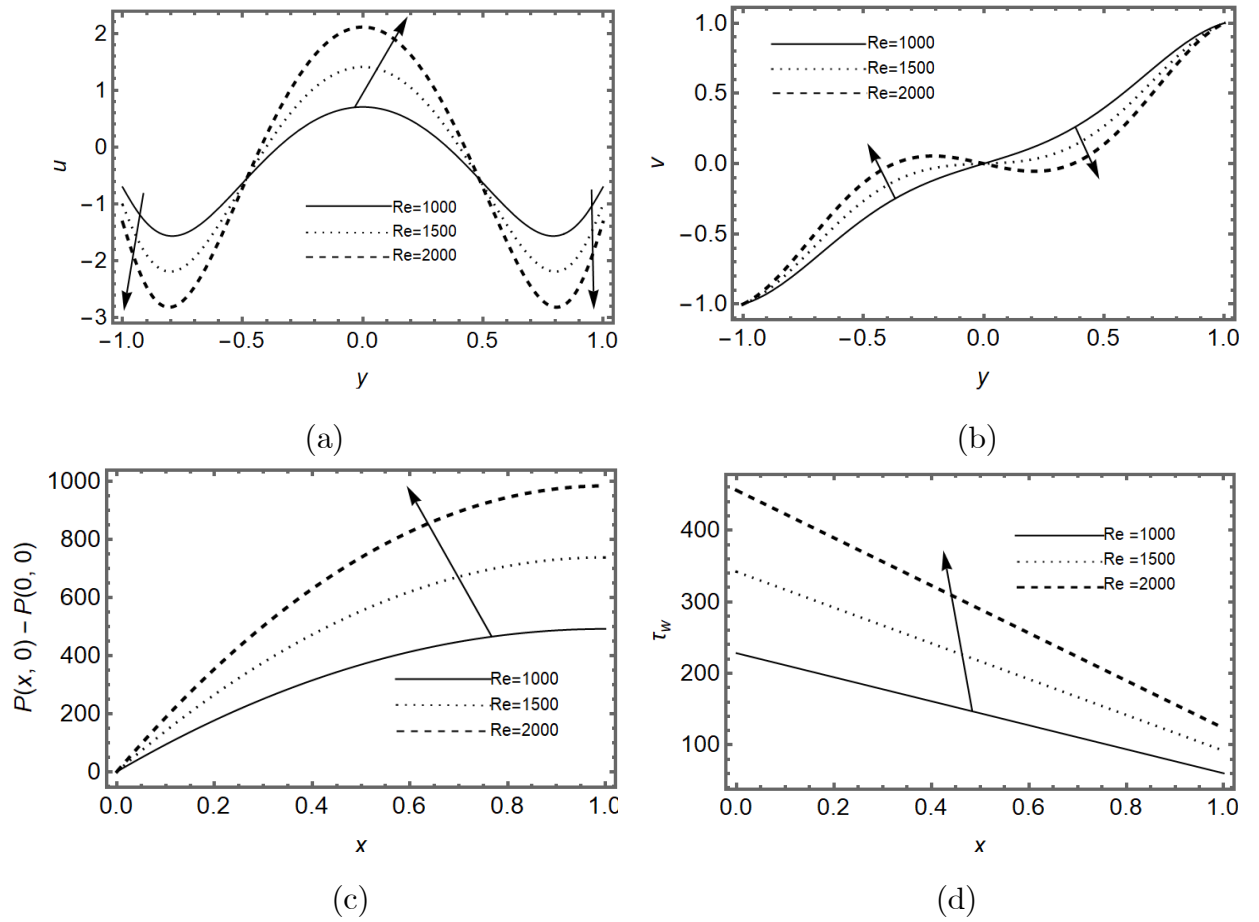 2
1
0
−1
−2
−3
u
Re=1000
Re=1500
Re=2000
−1.0
−0.5
0.0
0.5
1.0
y
(a)
1.0
0.5
0.0
−0.5
−1.0
v
Re=1000
Re=1500
Re=2000
−1.0
−0.5
0.0
0.5
1.0
y
(b)
1000
800
600
400
200
0
P(x, 0) − P(0, 0)
Re=1000
Re=1500
Re=2000
0.0
0.2
0.4
0.6
0.8
1.0
x
(c)
400
300
200
100
τw
Re =1000
Re =1500
Re =2000
0.0
0.2
0.4
0.6
0.8
1.0
x
(d)